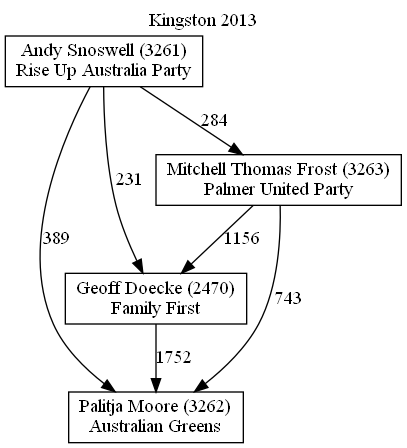 Kingston 2013
Andy Snoswell (3261)
Rise Up Australia Party
284
Mitchell Thomas Frost (3263)
Palmer United Party
231
389
1156
Geoff Doecke (2470)
Family First
743
1752
Palitja Moore (3262)
Australian Greens